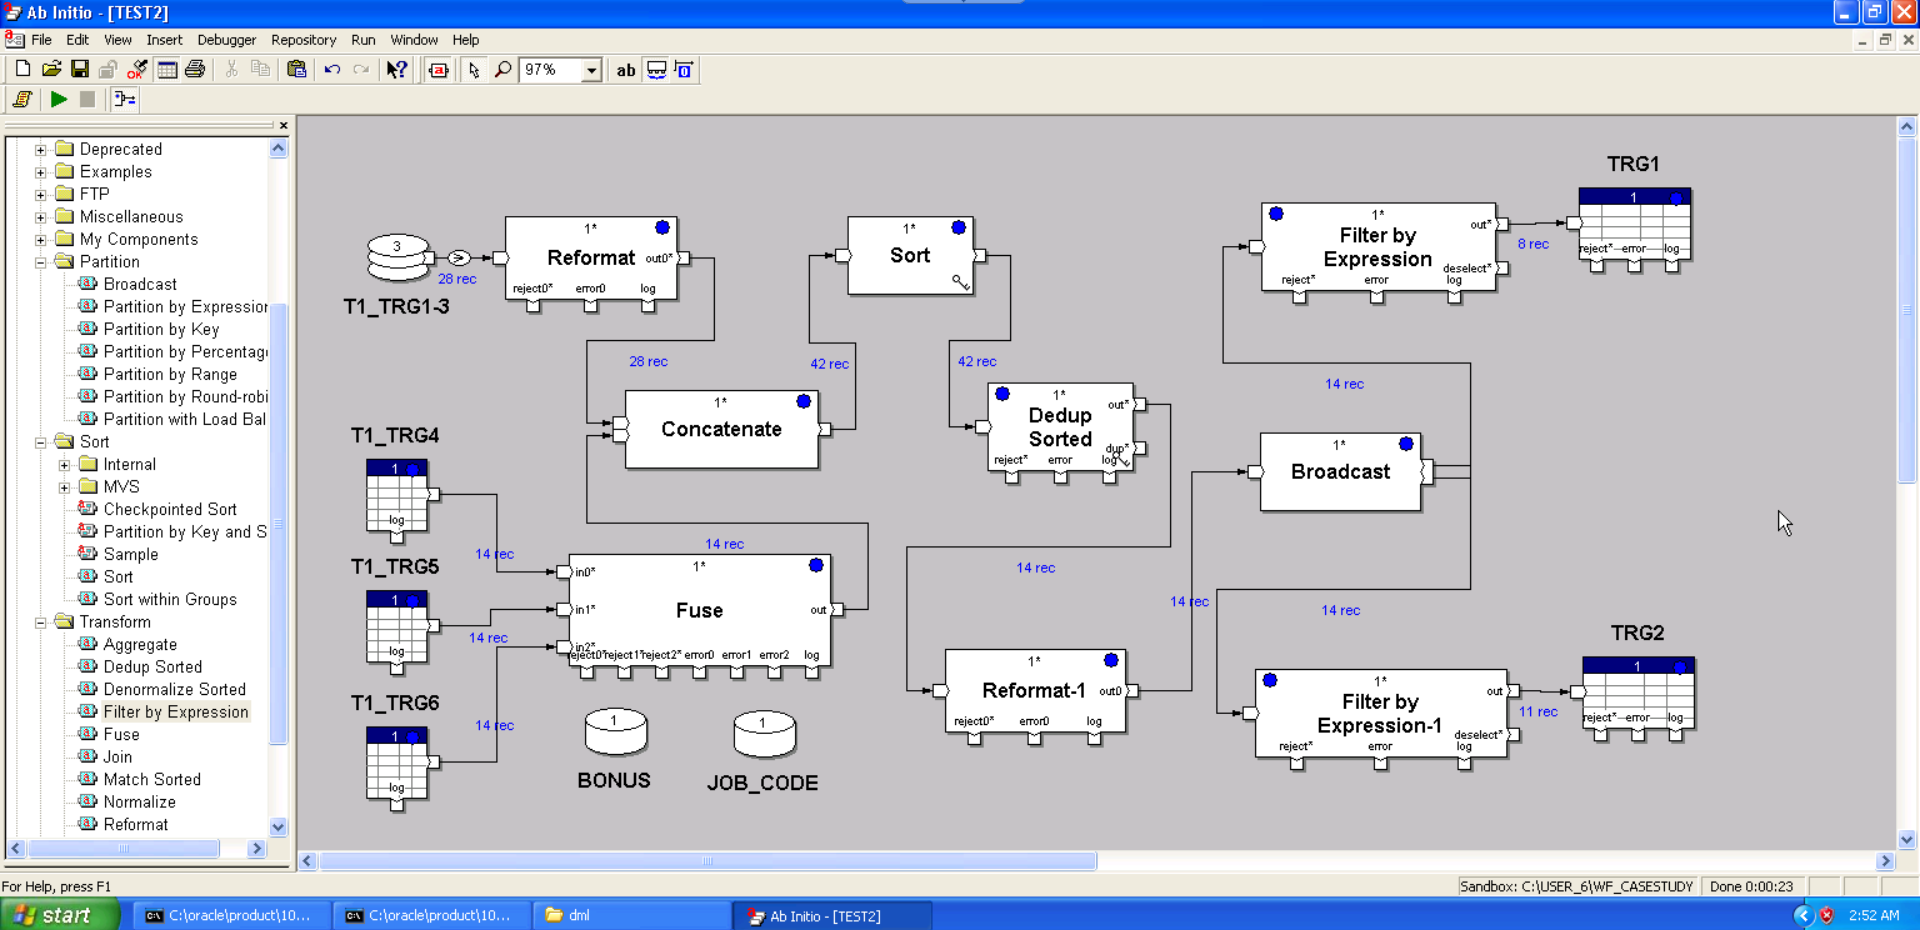 Ab Initio - [TEST2]
File Edit View Insert Debugger Repository Run Window Help
97%
ab
Deprecated
Examples
FTP
Miscellaneous
My Components
Partition
Broadcast
Partition by Expression
Partition by Key
Partition by Percentag
Partition by Range
Partition by Round-robi
Partition with Load Bal
Sort
Internal
MVS
Checkpointed Sort
Partition by Key and S
Sample
Sort
Sort within Groups
Transform
Aggregate
Dedup Sorted
Denormalize Sorted
Filter by Expression
Fuse
Join
Match Sorted
Normalize
Reformat
3
28 rec
T1_TRG1-3
1*
Reformat
out0*
reject0* error0 log
28 rec
1*
Sort
42 rec
42 rec
1*
Concatenate
1*
Dedup
Sorted
out*
dup*
reject* error log
14 rec
T1_TRG4
1
log
14 rec
T1_TRG5
1
log
14 rec
T1_TRG6
1
log
14 rec
14 rec
1*
in0*
in1*
in2*
Fuse
out
reject0* reject1* reject2* error0 error1 error2 log
1
BONUS
1
JOB_CODE
1*
Reformat-1
out0
reject0* error0 log
14 rec
1*
Broadcast
14 rec
14 rec
1*
Filter by
Expression
out*
deselect*
reject* error log
8 rec
TRG1
1
reject* error log
1*
Filter by
Expression-1
out
deselect*
reject* error log
11 rec
TRG2
1
reject* error log
For Help, press F1
Sandbox: C:\USER_6\WF_CASESTUDY
Done 0:00:23
start
C:\oracle\product\10...
C:\oracle\product\10...
dml
Ab Initio - [TEST2]
2:52 AM